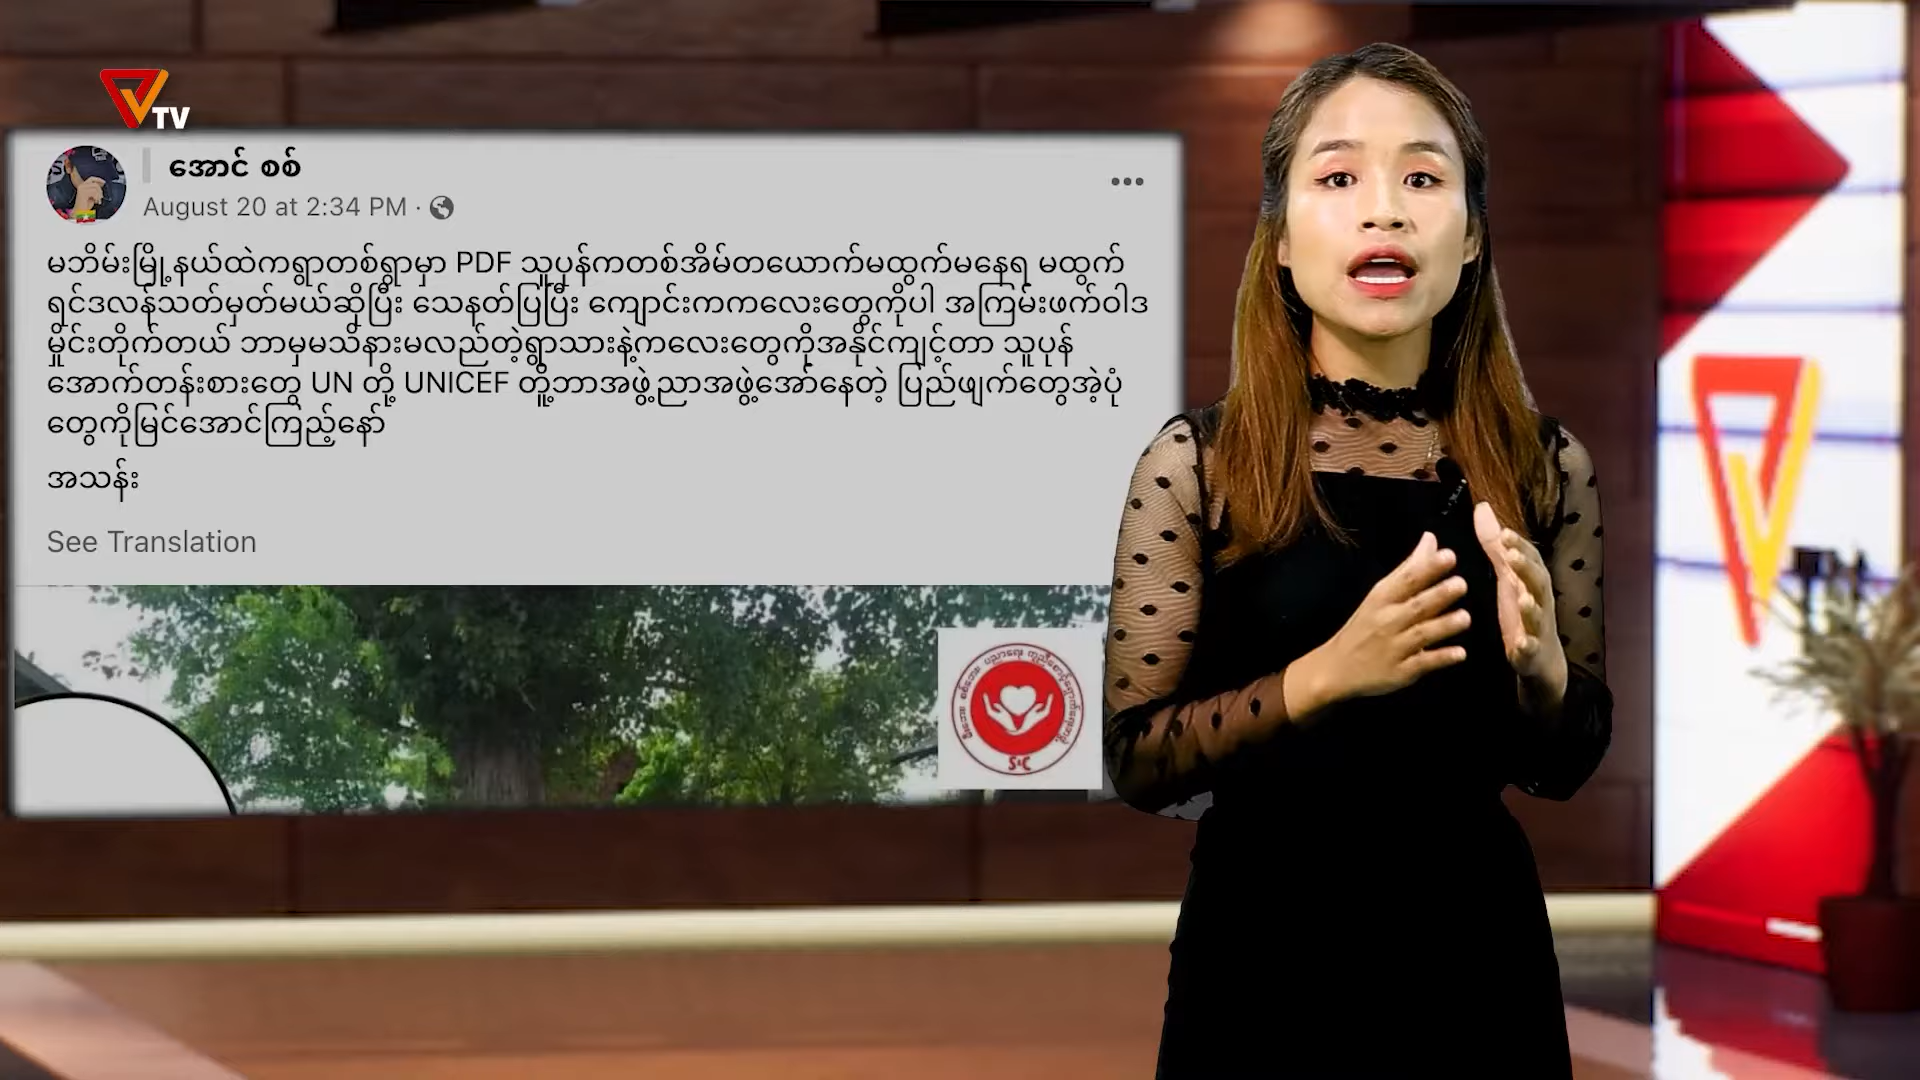 TV
အောင် စစ်
August 20 at 2:34 PM ·
မဘိမ်းမြို့နယ်ထဲကရွာတစ်ရွာမှာ PDF သူပုန်ကတစ်အိမ်တယောက်မထွက်မနေရ မထွက်
ရင်ဒလန်သတ်မှတ်မယ်ဆိုပြီး သေနတ်ပြပြီး ကျောင်းကကလေးတွေကိုပါ အကြမ်းဖက်ဝါဒ
မှိုင်းတိုက်တယ် ဘာမှမသိနားမလည်တဲ့ရွာသားနဲ့ကလေးတွေကိုအနိုင်ကျင့်တာ သူပုန်
အောက်တန်းစားတွေ UN တို့ UNICEF တို့ဘာအဖွဲ့ညာအဖွဲ့အော်နေတဲ့ ပြည်ဖျက်တွေအဲ့ပုံ
တွေကိုမြင်အောင်ကြည့်နော်
အသန်း
See Translation
S&C